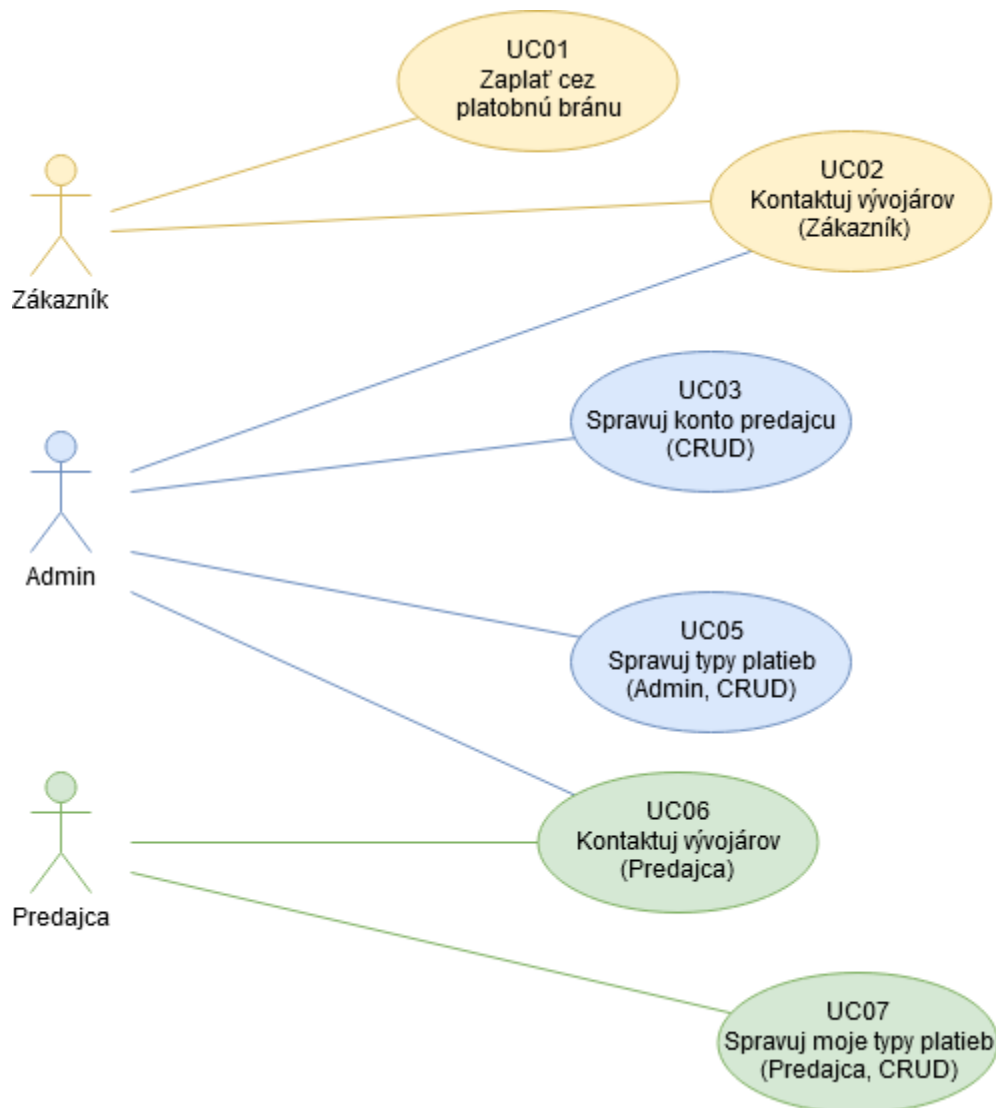 UC01
Zaplať cez
platobnú bránu
UC02
Kontaktuj vývojárov
(Zákazník)
Zákazník
UC03
Spravuj konto predajcu
(CRUD)
Admin
UC05
Spravuj typy platieb
(Admin, CRUD)
UC06
Kontaktuj vývojárov
(Predajca)
Predajca
UC07
Spravuj moje typy platieb
(Predajca, CRUD)